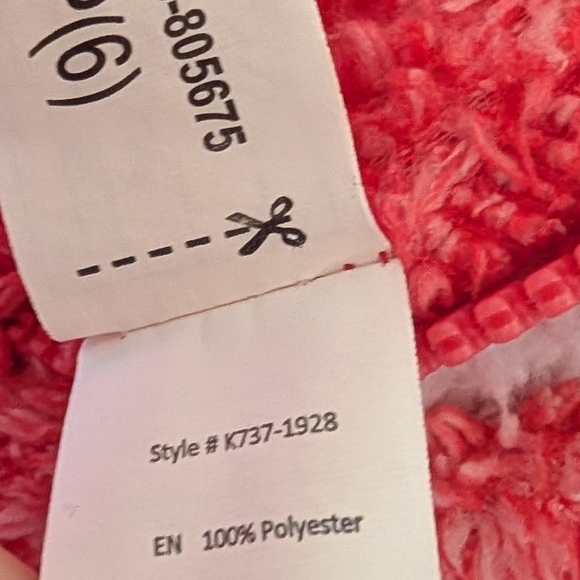 (6)
-805675
Style # K737-1928
EN 100% Polyester